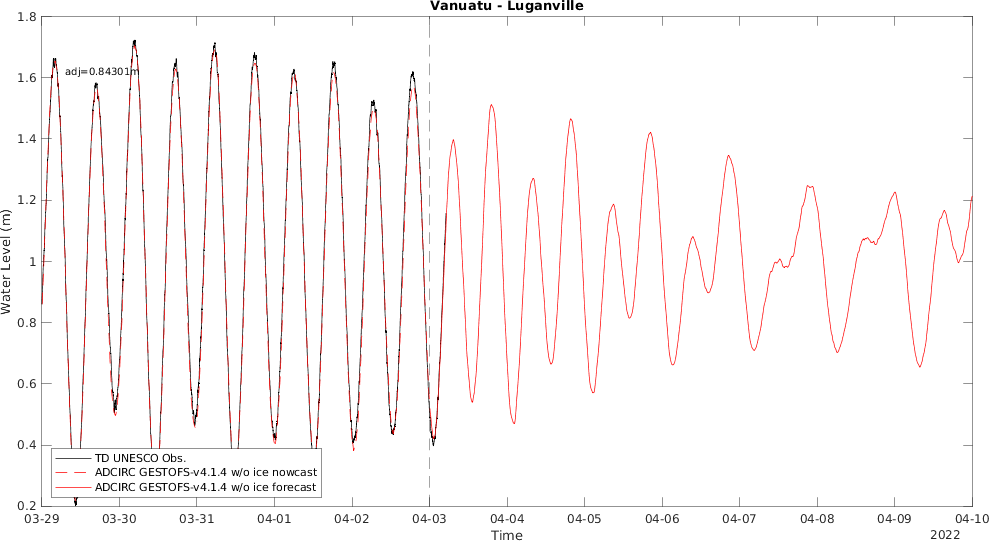 Vanuatu - Luganville
1.8
1.6
1.4
1.2
1
0.8
0.6
0.4
0.2
Water Level (m)
adj=0.84301m
TD UNESCO Obs.
ADCIRC GESTOFS-v4.1.4 w/o ice nowcast
ADCIRC GESTOFS-v4.1.4 w/o ice forecast
03-29 03-30 03-31 04-01 04-02 04-03 04-04 04-05 04-06 04-07 04-08 04-09 04-10
Time
2022